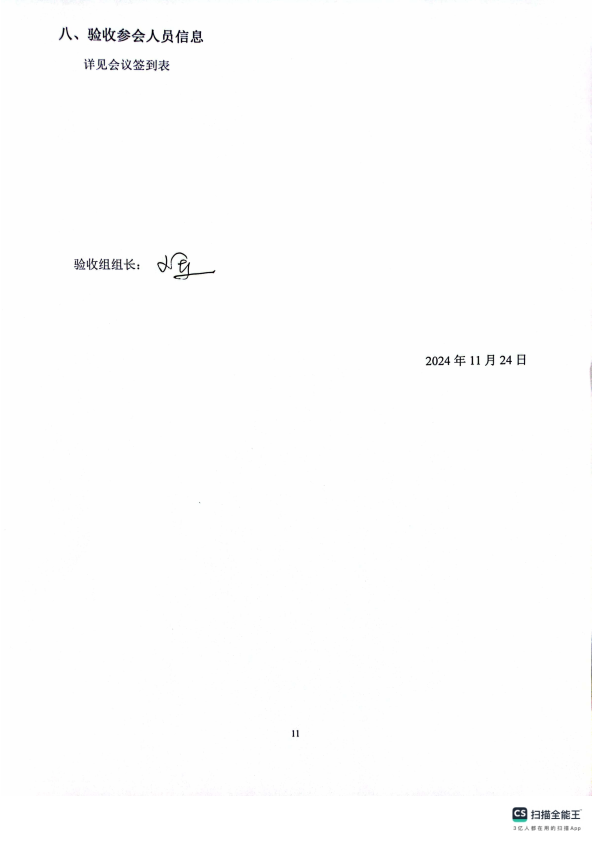 八、验收参会人员信息
详见会议签到表
验收组组长:
2024 年 11 月 24 日
11
CS 扫描全能王™
3亿人都在用的扫描App